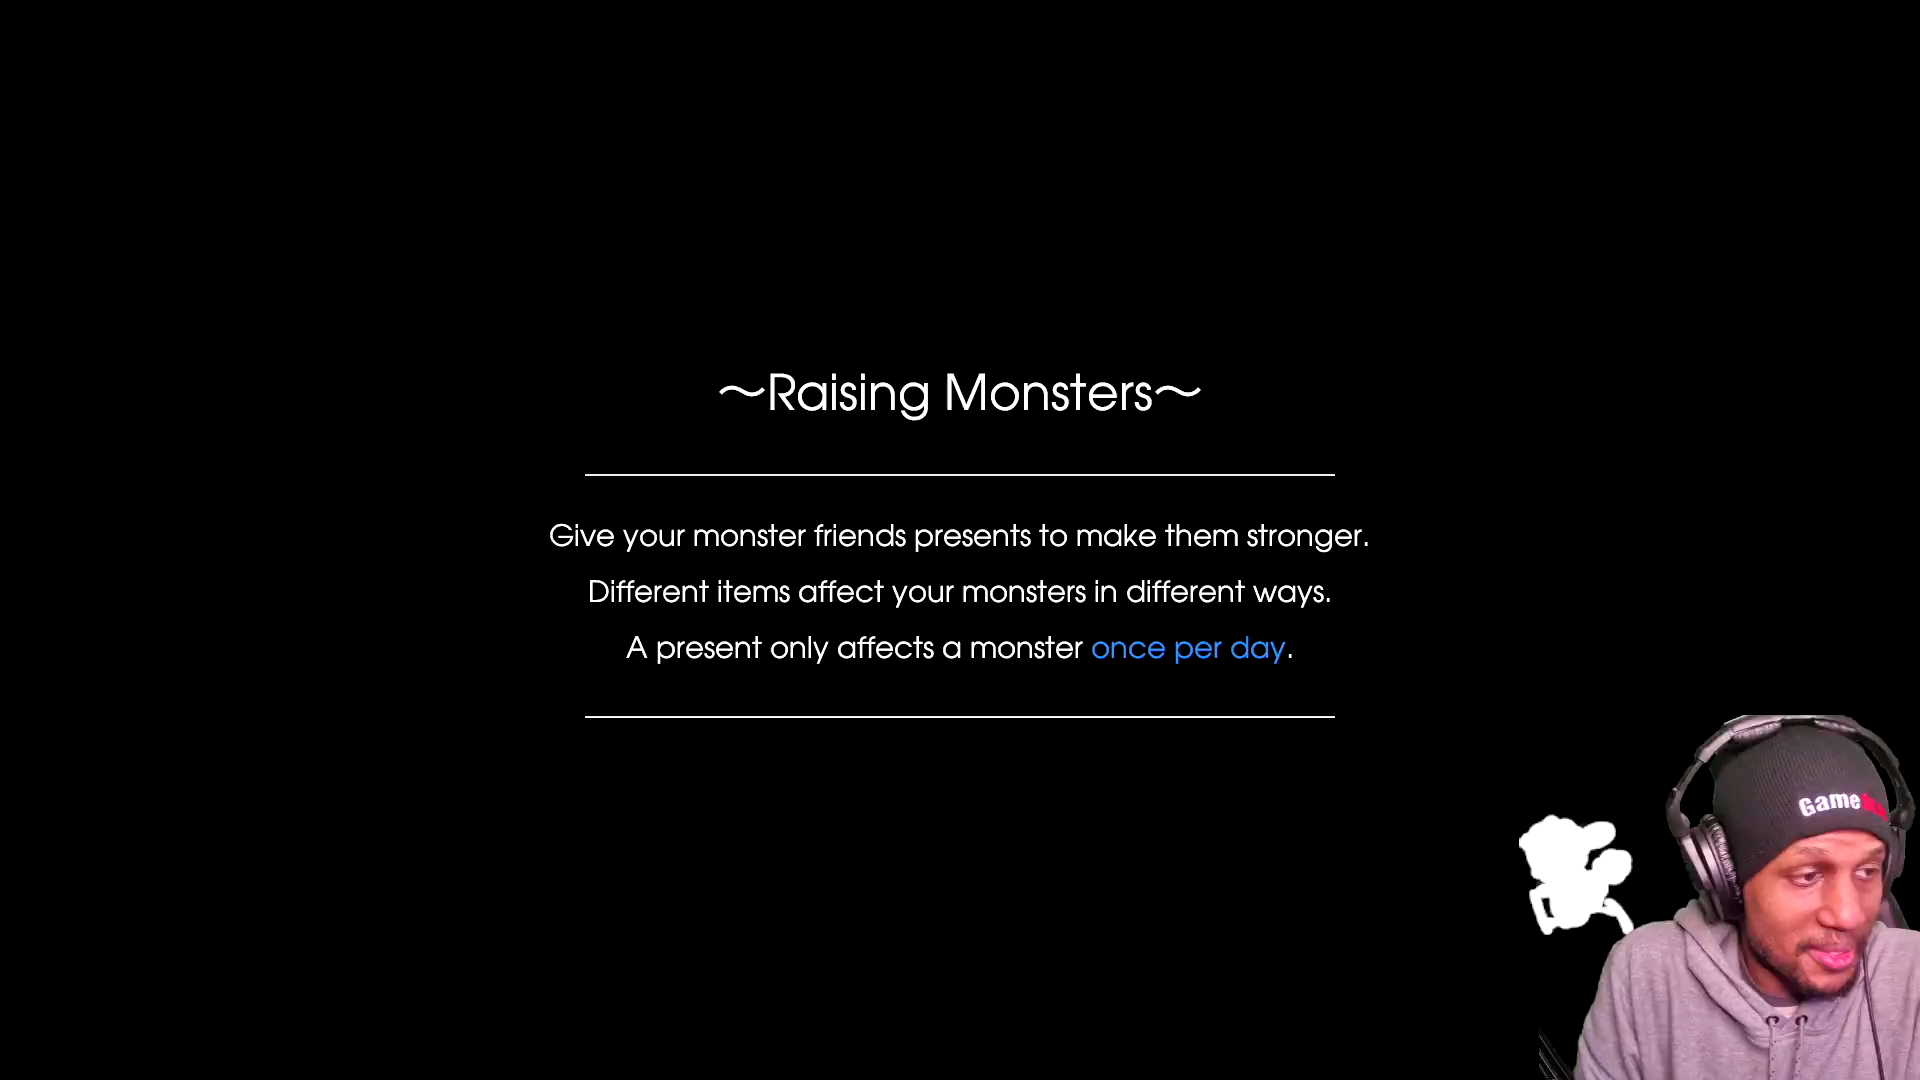 ～Raising Monsters～
Give your monster friends presents to make them stronger.
Different items affect your monsters in different ways.
A present only affects a monster once per day.
Game